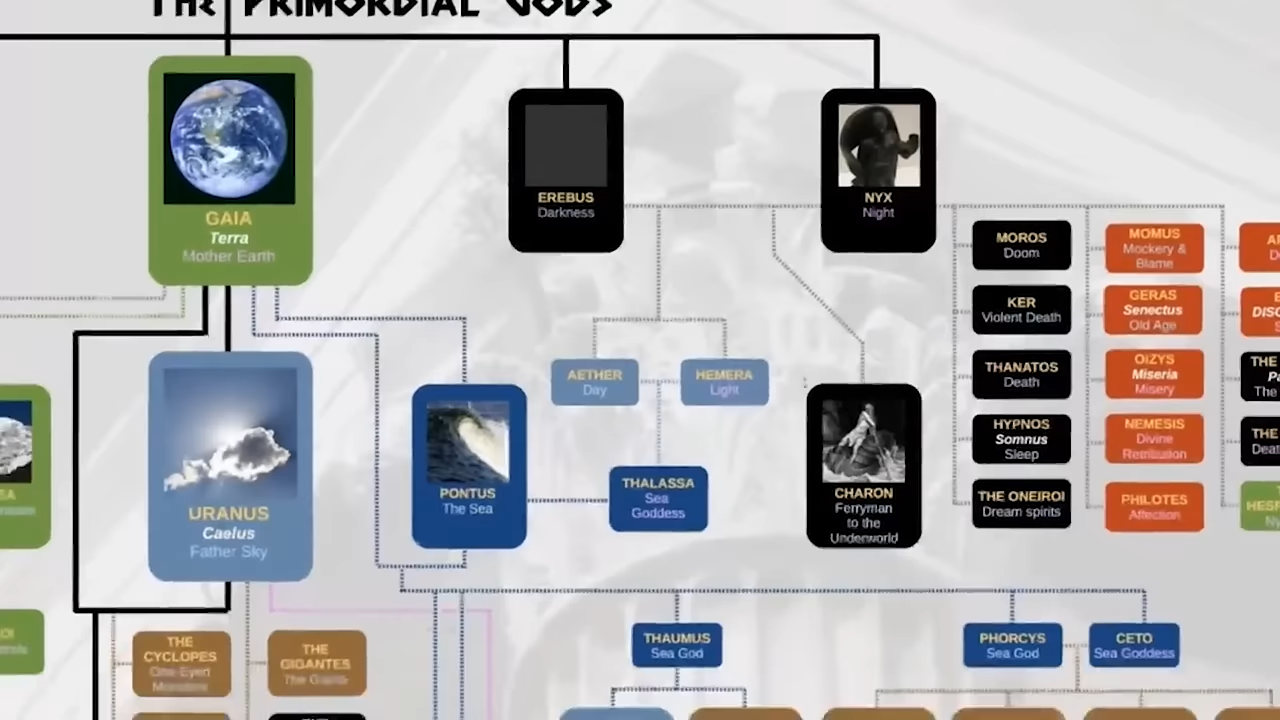 THE PRIMORDIAL GODS
GAIA
Terra
Mother Earth
EREBUS
Darkness
NYX
Night
MOROS
Doom
MOMUS
Mockery &
Blame
KER
Violent Death
GERAS
Senectus
Old Age
THANATOS
Death
OIZYS
Miseria
Misery
THE
HYPNOS
Somnus
Sleep
NEMESIS
Divine
Retribution
THE
THE ONEIROI
Dream spirits
PHILOTES
Affection
AETHER
Day
HEMERA
Light
URANUS
Caelus
Father Sky
PONTUS
The Sea
THALASSA
Sea
Goddess
CHARON
Ferryman
to the
Underworld
THE
CYCLOPES
One-Eyed
Monsters
THE
GIGANTES
The Giants
THAUMUS
Sea God
PHORCYS
Sea God
CETO
Sea Goddess